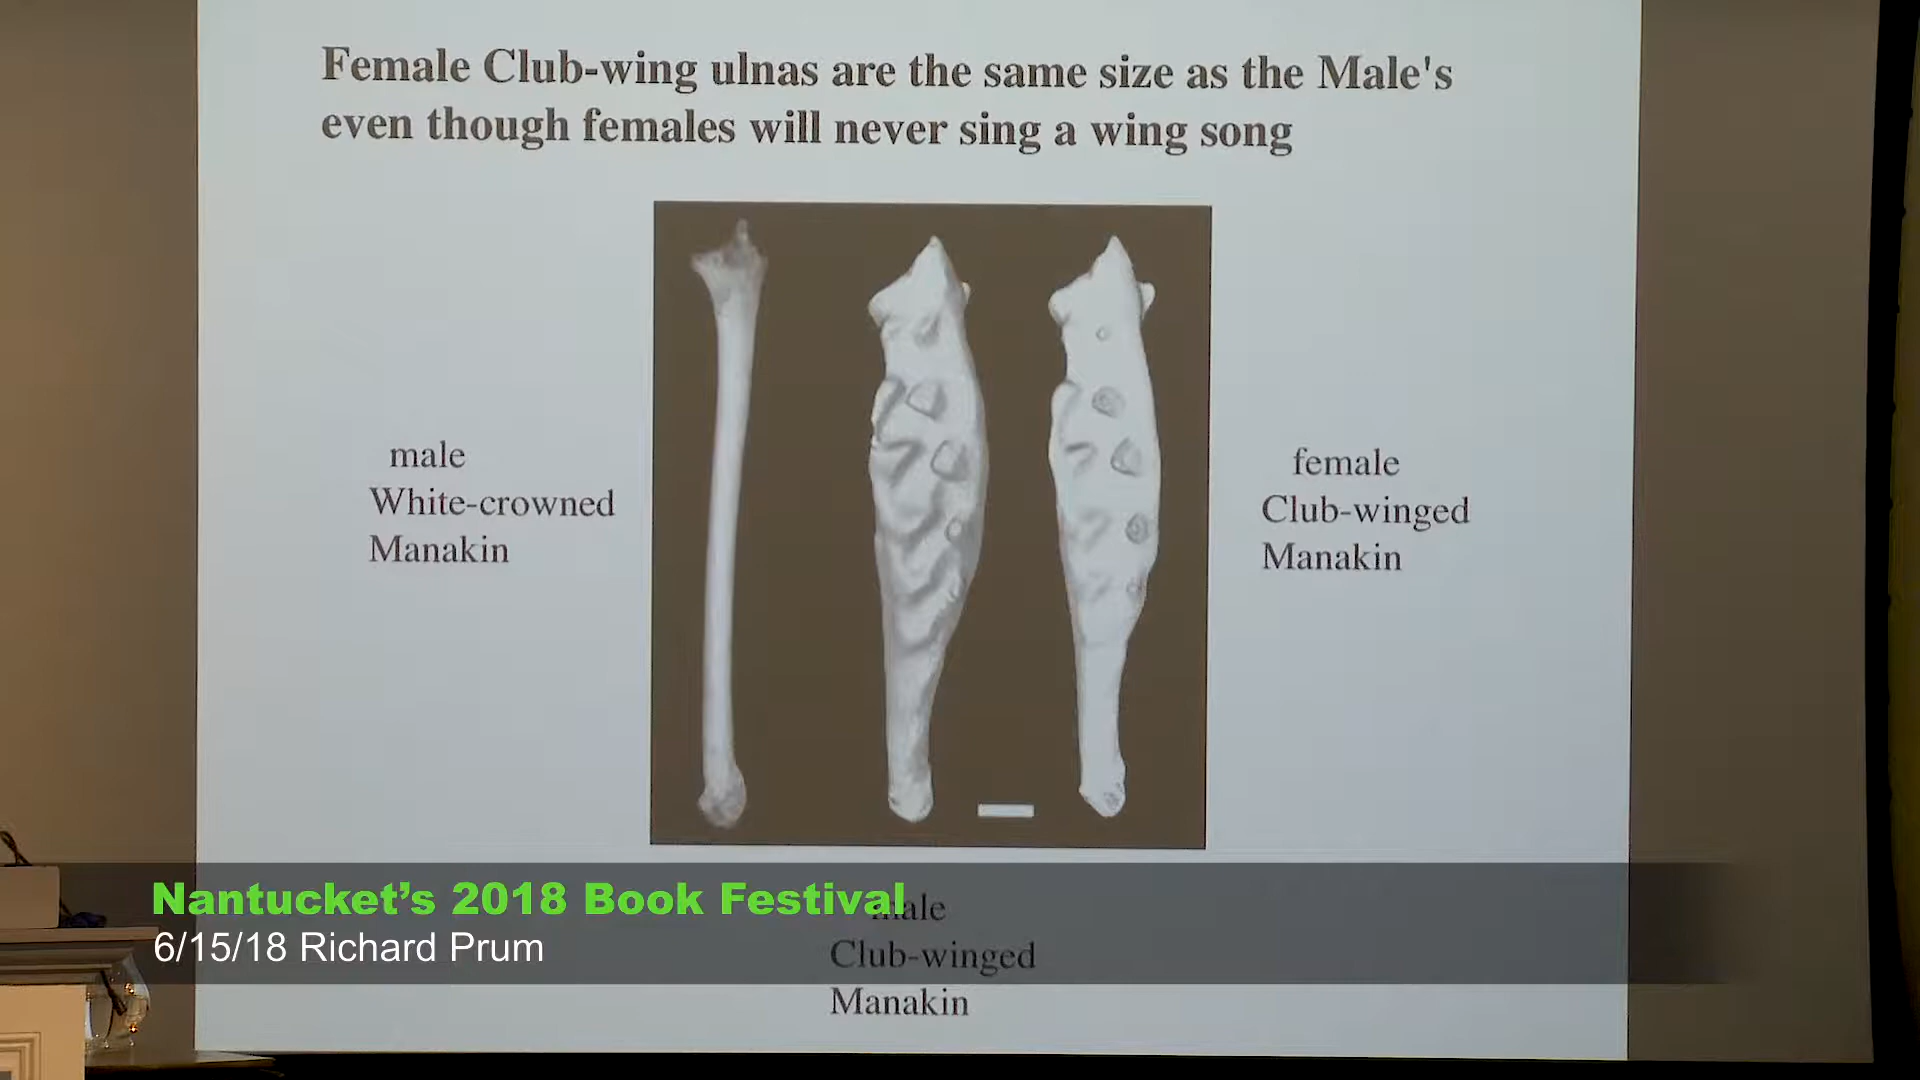 Female Club-wing ulnas are the same size as the Male's
even though females will never sing a wing song
male
White-crowned
Manakin
female
Club-winged
Manakin
male
Club-winged
Manakin
Nantucket's 2018 Book Festival
6/15/18 Richard Prum